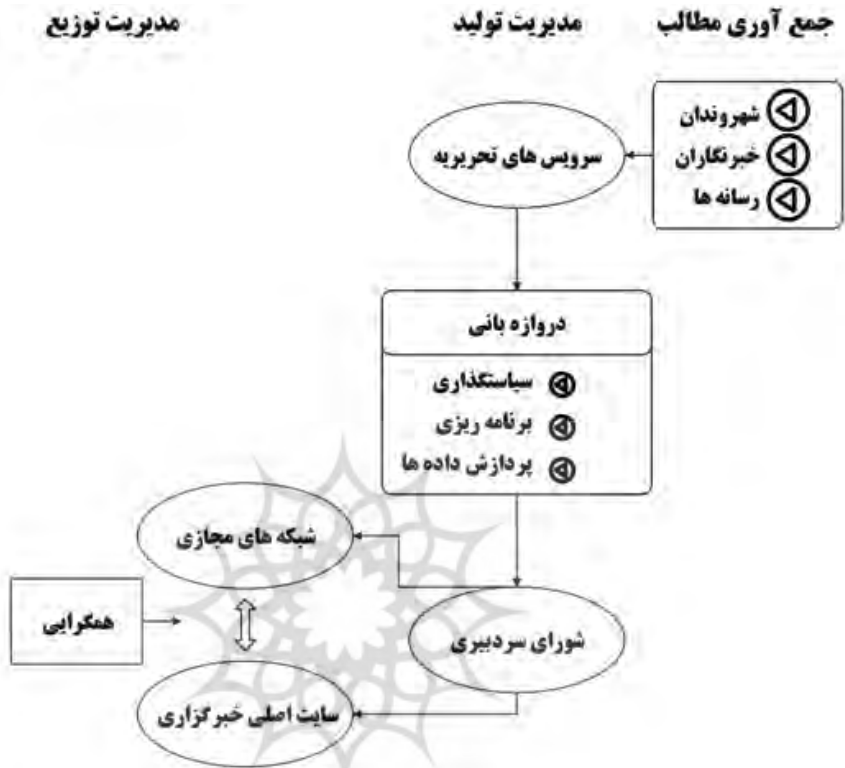 جمع آوری مطالب
مدیریت تولید
مدیریت توزیع
شهروندان
خبرنگاران
رسانه ها
سرویس های تحریریه
دروازه بانی
سیاستگذاری
برنامه ریزی
پردازش داده ها
شبکه های مجازی
همگرایی
شورای سردبیری
سایت اصلی خبرگزاری